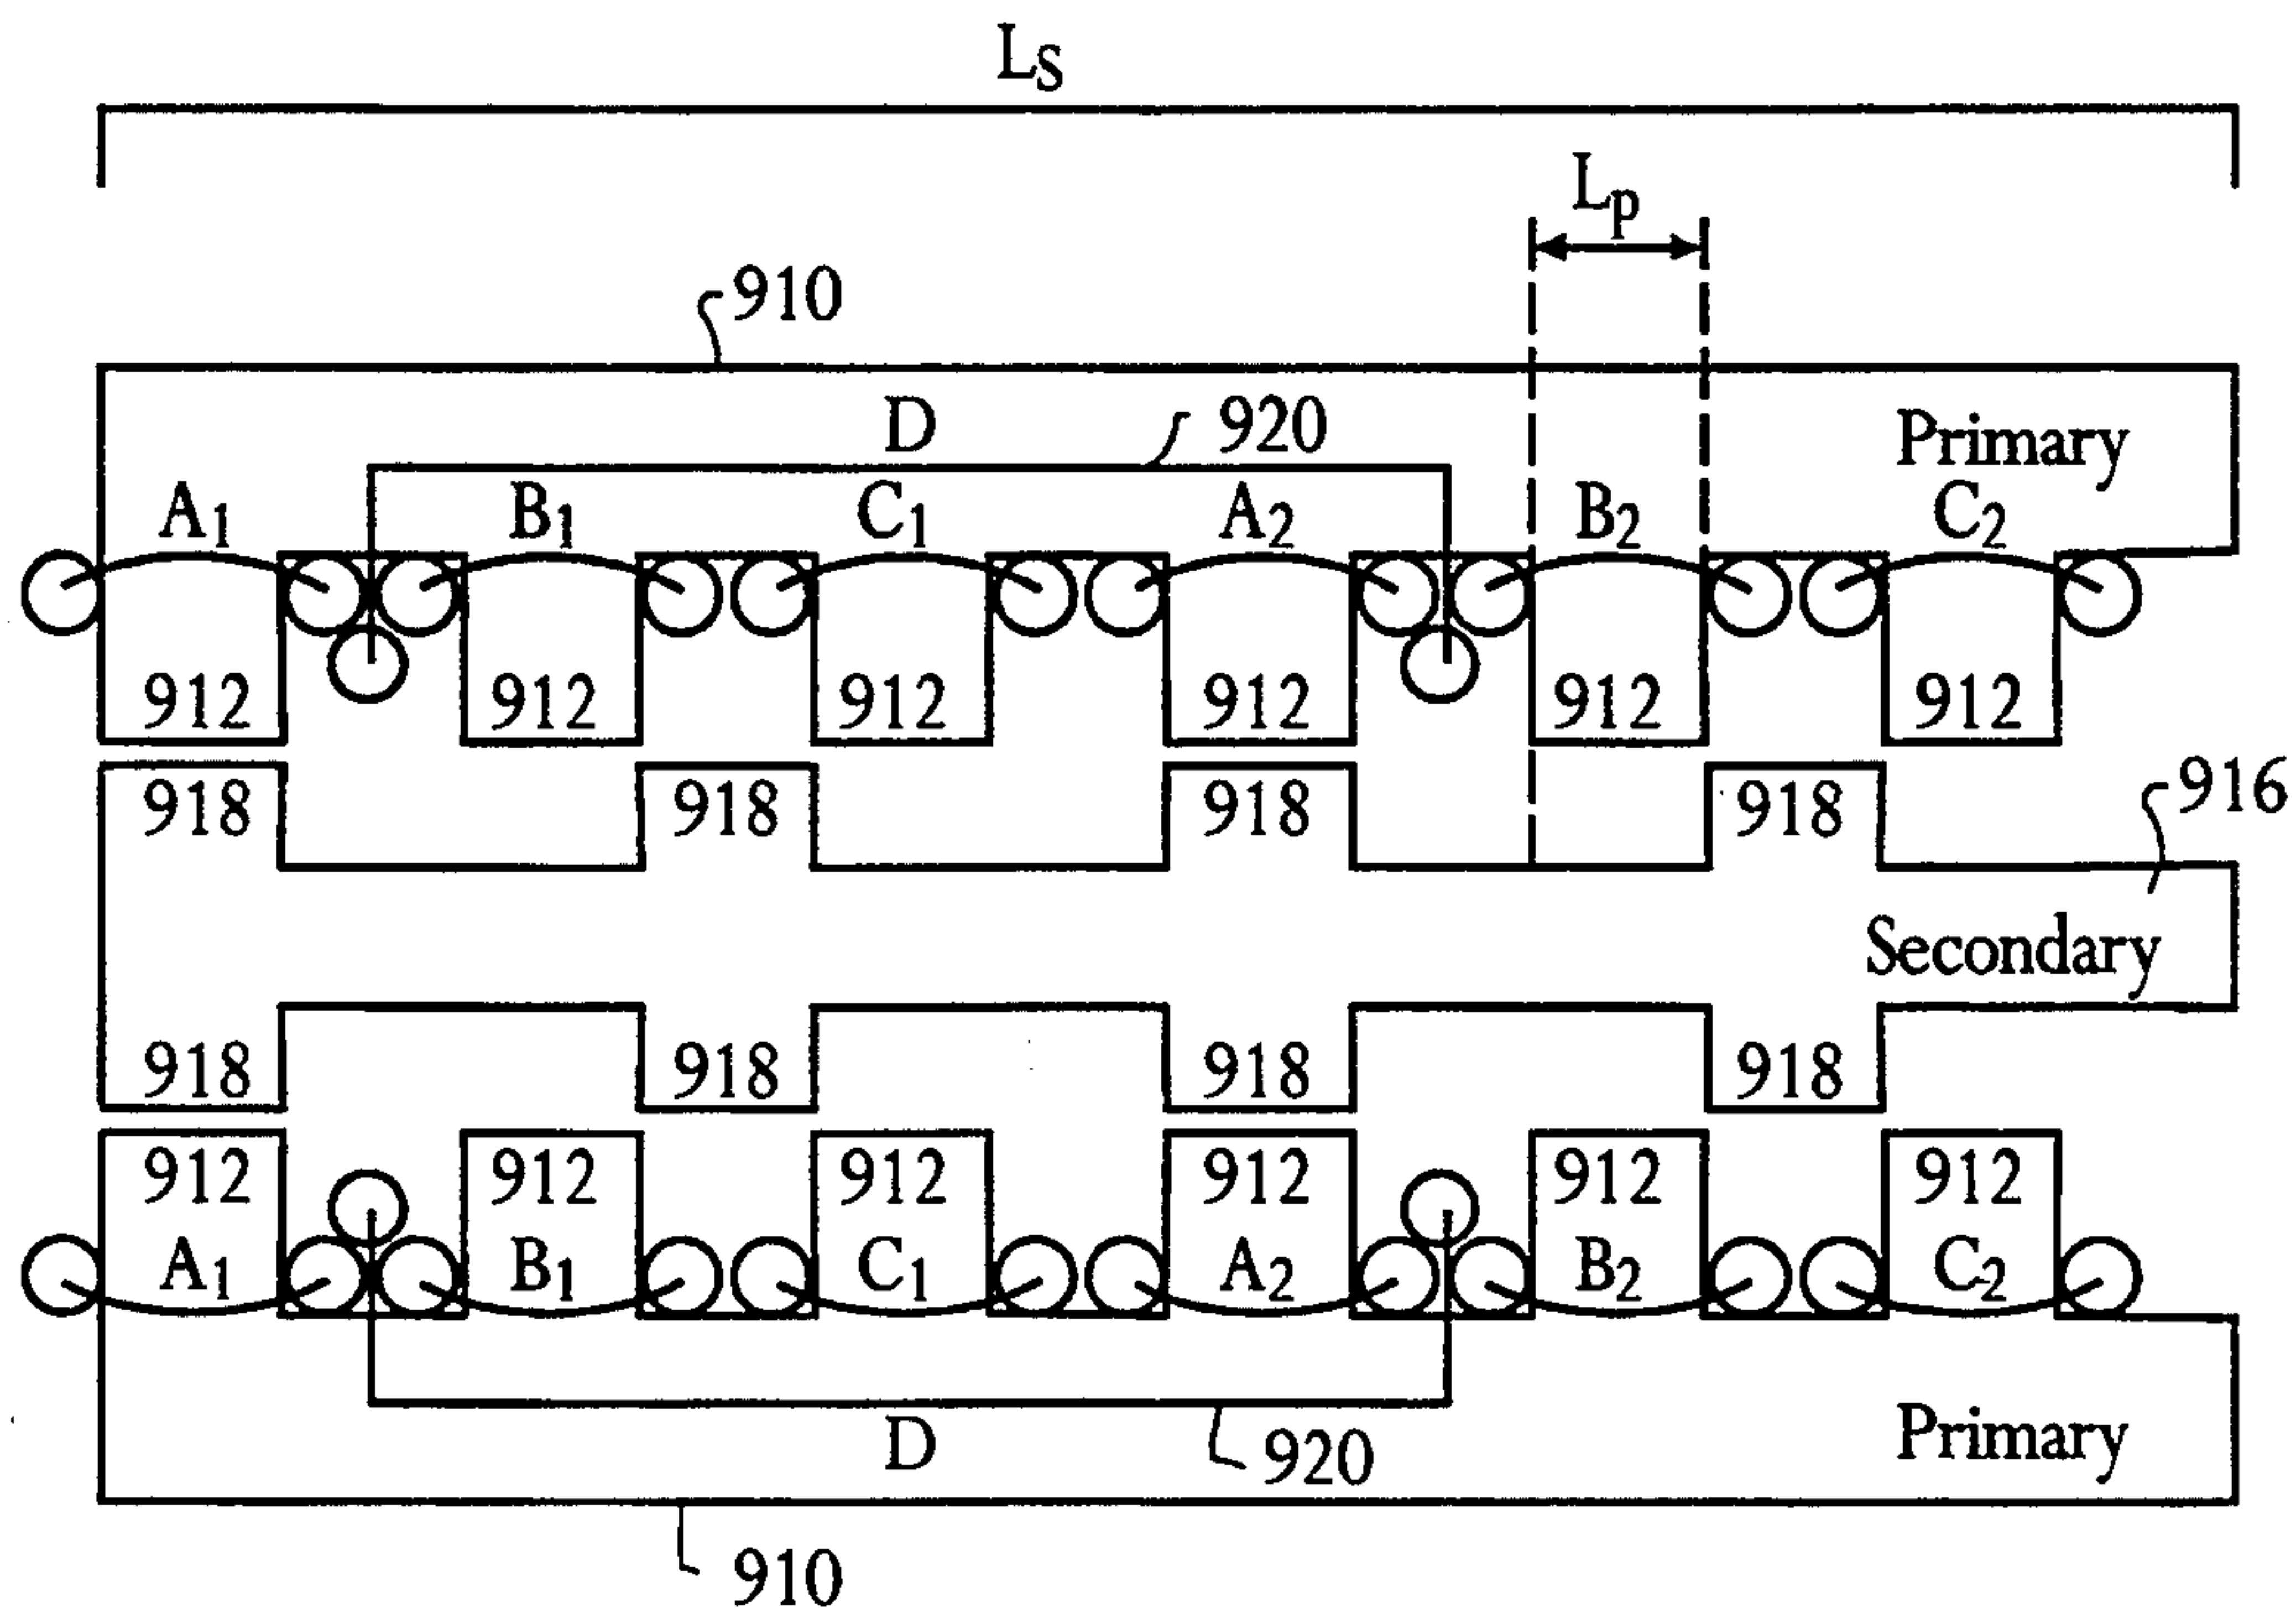 LS
Lp
910
D 920 Primary
A1 B1 C1 A2 B2 C2
912 912 912 912 912 912
918 918 918 918 916
Secondary
918 918 918 918
912 912 912 912 912 912
A1 B1 C1 A2 B2 C2
D 920 Primary
910